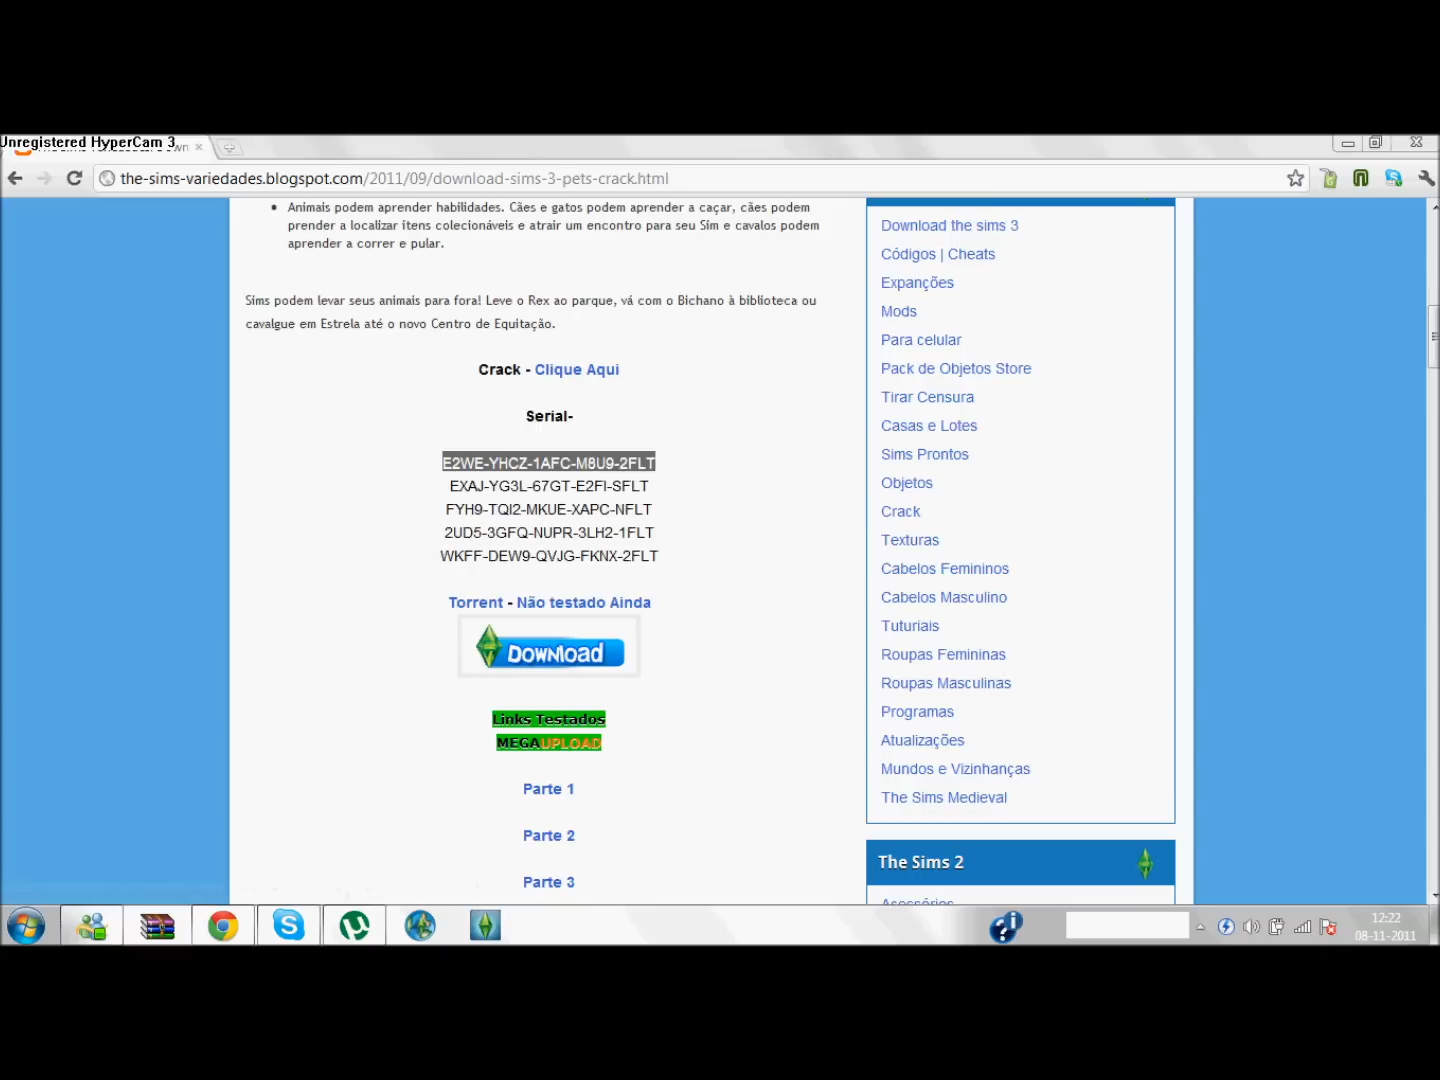 Unregistered HyperCam 3
the-sims-variedades.blogspot.com/2011/09/download-sims-3-pets-crack.html
Animais podem aprender habilidades. Cães e gatos podem aprender a caçar, cães podem
prender a localizar itens colecionáveis e atrair um encontro para seu Sim e cavalos podem
aprender a correr e pular.
Sims podem levar seus animais para fora! Leve o Rex ao parque, vá com o Bichano à biblioteca ou
cavalgue em Estrela até o novo Centro de Equitação.
Crack - Clique Aqui
Serial-
E2WE-YHCZ-1AFC-M8U9-2FLT
EXAJ-YG3L-67GT-E2FI-SFLT
FYH9-TQI2-MKUE-XAPC-NFLT
2UD5-3GFQ-NUPR-3LH2-1FLT
WKFF-DEW9-QVJG-FKNX-2FLT
Torrent - Não testado Ainda
Download
Links Testados
MEGAUPLOAD
Parte 1
Parte 2
Parte 3
Download the sims 3
Códigos | Cheats
Expanções
Mods
Para celular
Pack de Objetos Store
Tirar Censura
Casas e Lotes
Sims Prontos
Objetos
Crack
Texturas
Cabelos Femininos
Cabelos Masculino
Tuturiais
Roupas Femininas
Roupas Masculinas
Programas
Atualizações
Mundos e Vizinhanças
The Sims Medieval
The Sims 2
Acessórios
12:22
08-11-2011